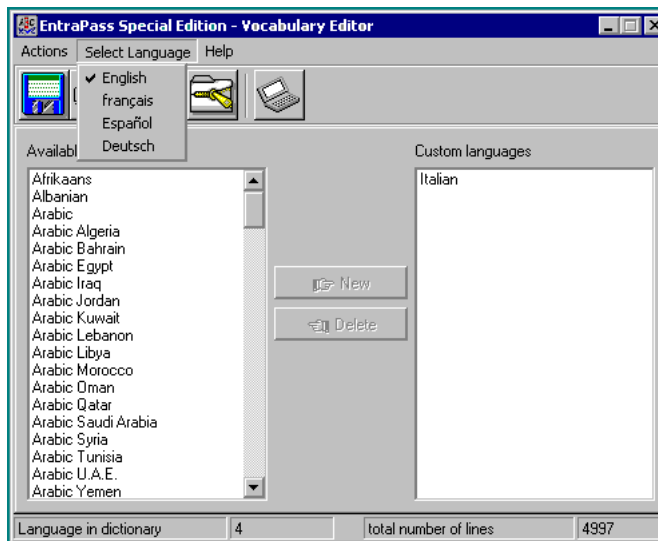 EntraPass Special Edition - Vocabulary Editor
Actions Select Language Help
English
français
Español
Deutsch
Custom languages
Afrikaans
Albanian
Arabic
Arabic Algeria
Arabic Bahrain
Arabic Egypt
Arabic Iraq
Arabic Jordan
Arabic Kuwait
Arabic Lebanon
Arabic Libya
Arabic Morocco
Arabic Oman
Arabic Qatar
Arabic Saudi Arabia
Arabic Syria
Arabic Tunisia
Arabic U.A.E.
Arabic Yemen
New
Delete
Italian
Language in dictionary 4 total number of lines 4997